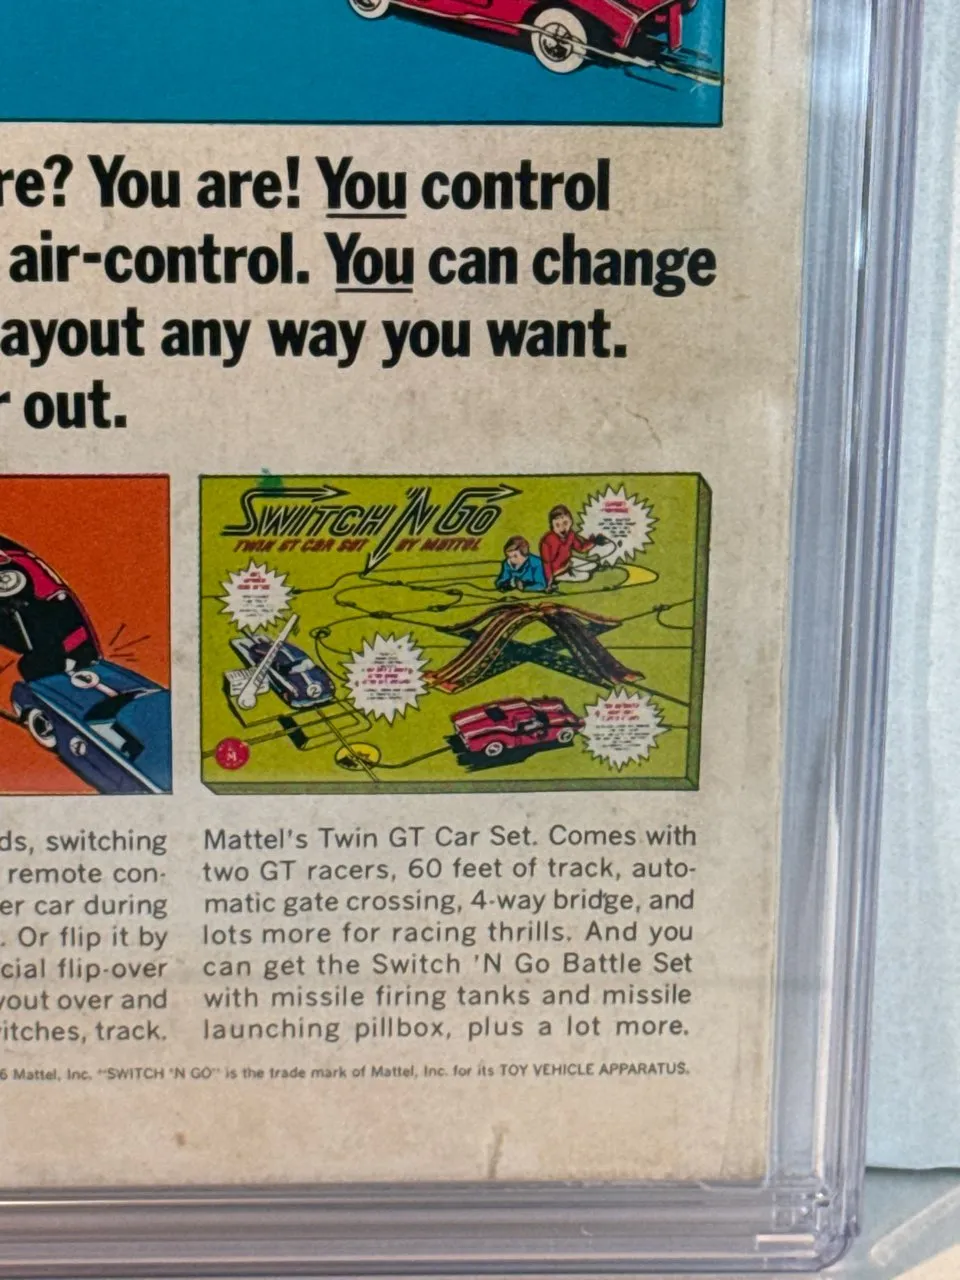 re? You are! You control
air-control. You can change
ayout any way you want.
r out.
SWITCH 'N GO
TWIN GT CAR SET BY MATTEL
2
M
ds, switching
remote con-
er car during
. Or flip it by
cial flip-over
yout over and
itches, track.
Mattel's Twin GT Car Set. Comes with
two GT racers, 60 feet of track, auto-
matic gate crossing, 4-way bridge, and
lots more for racing thrills. And you
can get the Switch 'N Go Battle Set
with missile firing tanks and missile
launching pillbox, plus a lot more.
6 Mattel, Inc. "SWITCH 'N GO" is the trade mark of Mattel, Inc. for its TOY VEHICLE APPARATUS.